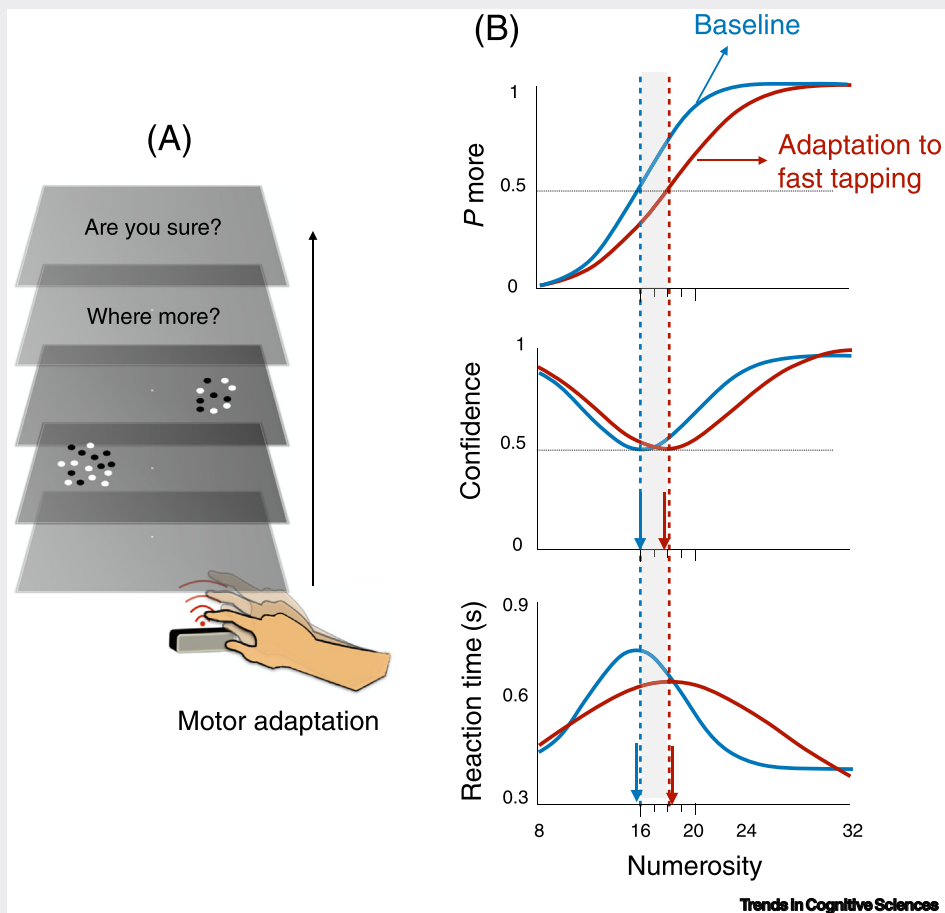 (A)
Are you sure?
Where more?
Motor adaptation
(B)
Baseline
Adaptation to
fast tapping
P more
1
0.5
0
Confidence
1
0.5
0
Reaction time (s)
0.9
0.6
0.3
8 16 20 24 32
Numerosity
Trends in Cognitive Sciences